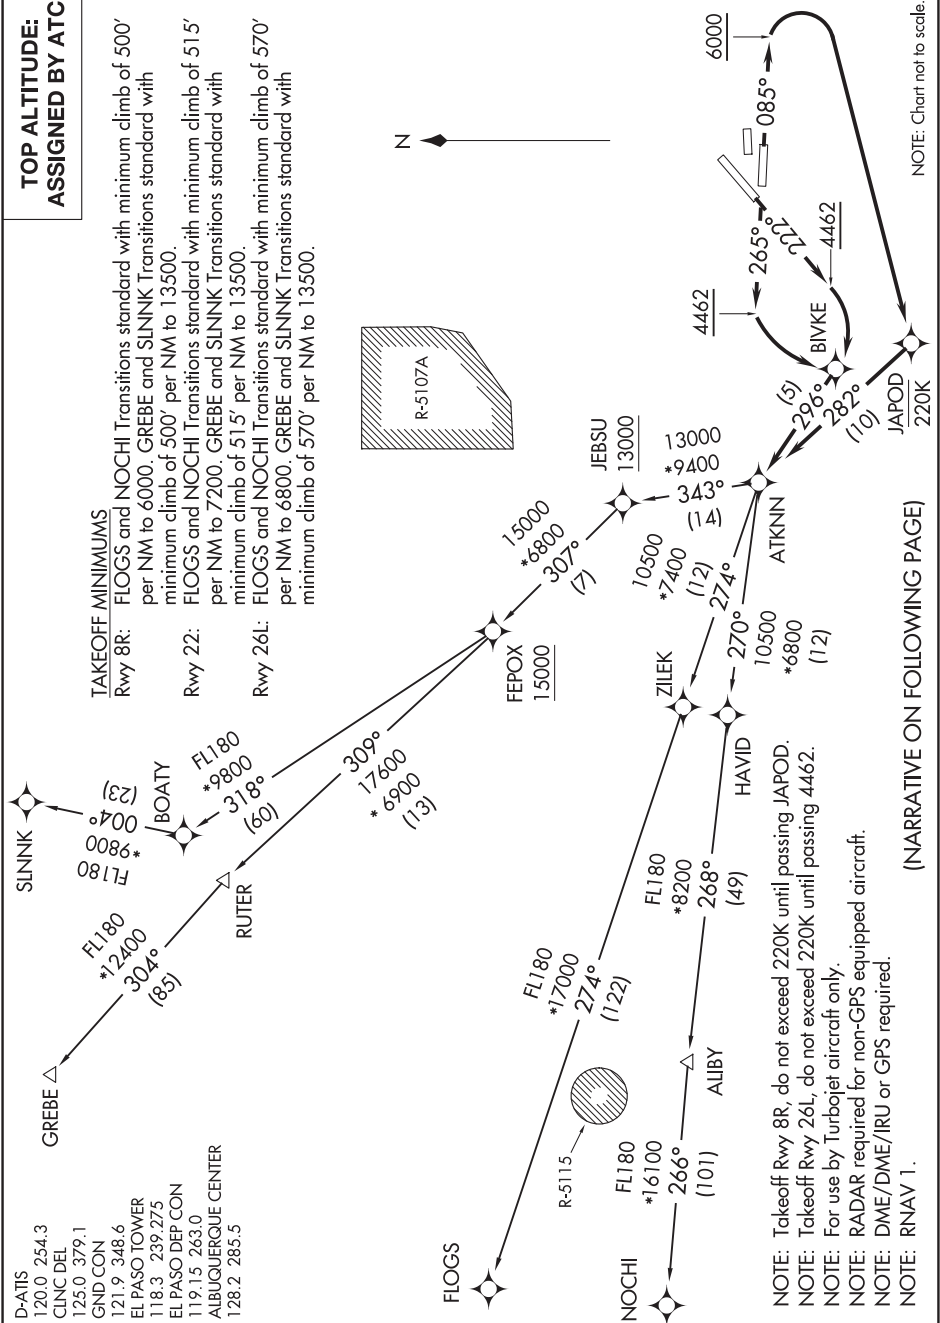 TOP ALTITUDE:
ASSIGNED BY ATC
D-ATIS
120.0 254.3
CLNC DEL
125.0 379.1
GND CON
121.9 348.6
EL PASO TOWER
118.3 239.275
EL PASO DEP CON
119.15 263.0
ALBUQUERQUE CENTER
128.2 285.5
TAKEOFF MINIMUMS
Rwy 8R: FLOGS and NOCHI Transitions standard with minimum climb of 500'
per NM to 6000. GREBE and SLNNK Transitions standard with
minimum climb of 500' per NM to 13500.
Rwy 22: FLOGS and NOCHI Transitions standard with minimum climb of 515'
per NM to 7200. GREBE and SLNNK Transitions standard with
minimum climb of 515' per NM to 13500.
Rwy 26L: FLOGS and NOCHI Transitions standard with minimum climb of 570'
per NM to 6800. GREBE and SLNNK Transitions standard with
minimum climb of 570' per NM to 13500.
SLNNK
FL180
*9800
004°
(23)
BOATY
GREBE
FL180
*12400
304°
(85)
RUTER
FL180
*9800
318°
(60)
309°
17600
* 6900
(13)
FEPOX
15000
15000
*6800
307°
(7)
JEBSU
13000
13000
*9400
343°
(14)
R-5107A
N
6000
085°
265°
222°
4462
4462
BIVKE
(5)
296°
282°
(10)
JAPOD
220K
ATKNN
10500
*7400
(12)
274°
270°
10500
*6800
(12)
ZILEK
HAVID
FL180
*17000
274°
(122)
FLOGS
R-5115
FL180
*8200
268°
(49)
ALIBY
FL180
*16100
266°
(101)
NOCHI
NOTE: Takeoff Rwy 8R, do not exceed 220K until passing JAPOD.
NOTE: Takeoff Rwy 26L, do not exceed 220K until passing 4462.
NOTE: For use by Turbojet aircraft only.
NOTE: RADAR required for non-GPS equipped aircraft.
NOTE: DME/DME/IRU or GPS required.
NOTE: RNAV 1.
(NARRATIVE ON FOLLOWING PAGE)
NOTE: Chart not to scale.